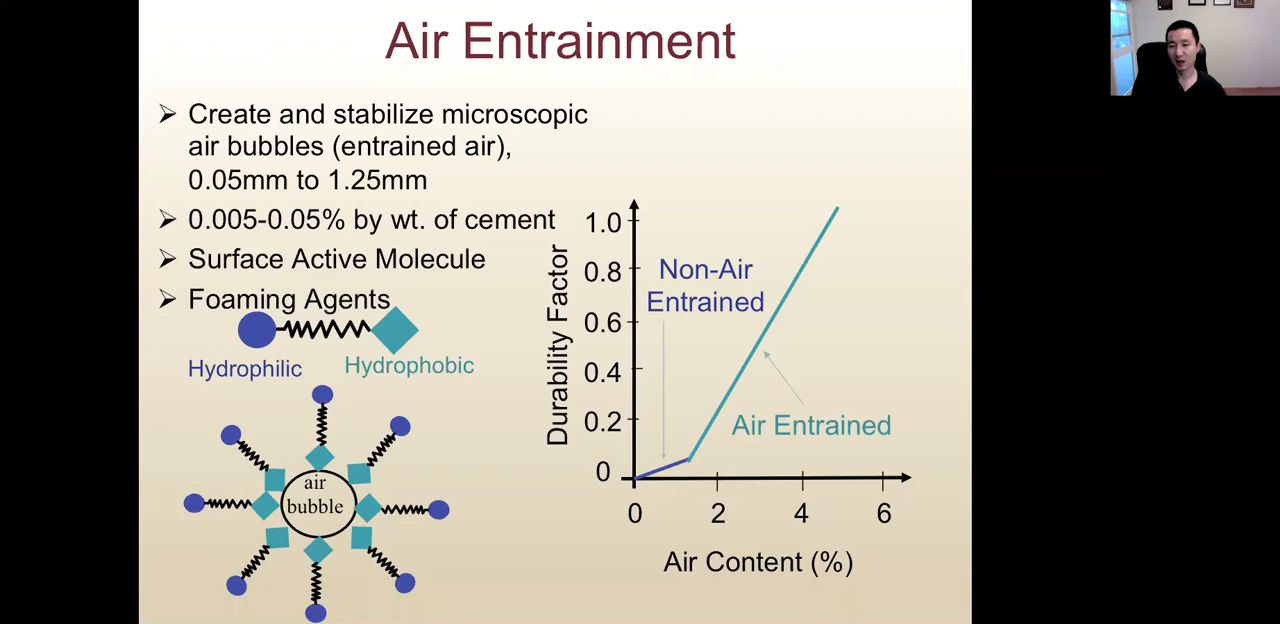 Air Entrainment
➢ Create and stabilize microscopic
air bubbles (entrained air),
0.05mm to 1.25mm
➢ 0.005-0.05% by wt. of cement
➢ Surface Active Molecule
➢ Foaming Agents
Hydrophilic
Hydrophobic
air
bubble
Durability Factor
1.0
0.8
0.6
0.4
0.2
0
Non-Air
Entrained
Air Entrained
0 2 4 6
Air Content (%)